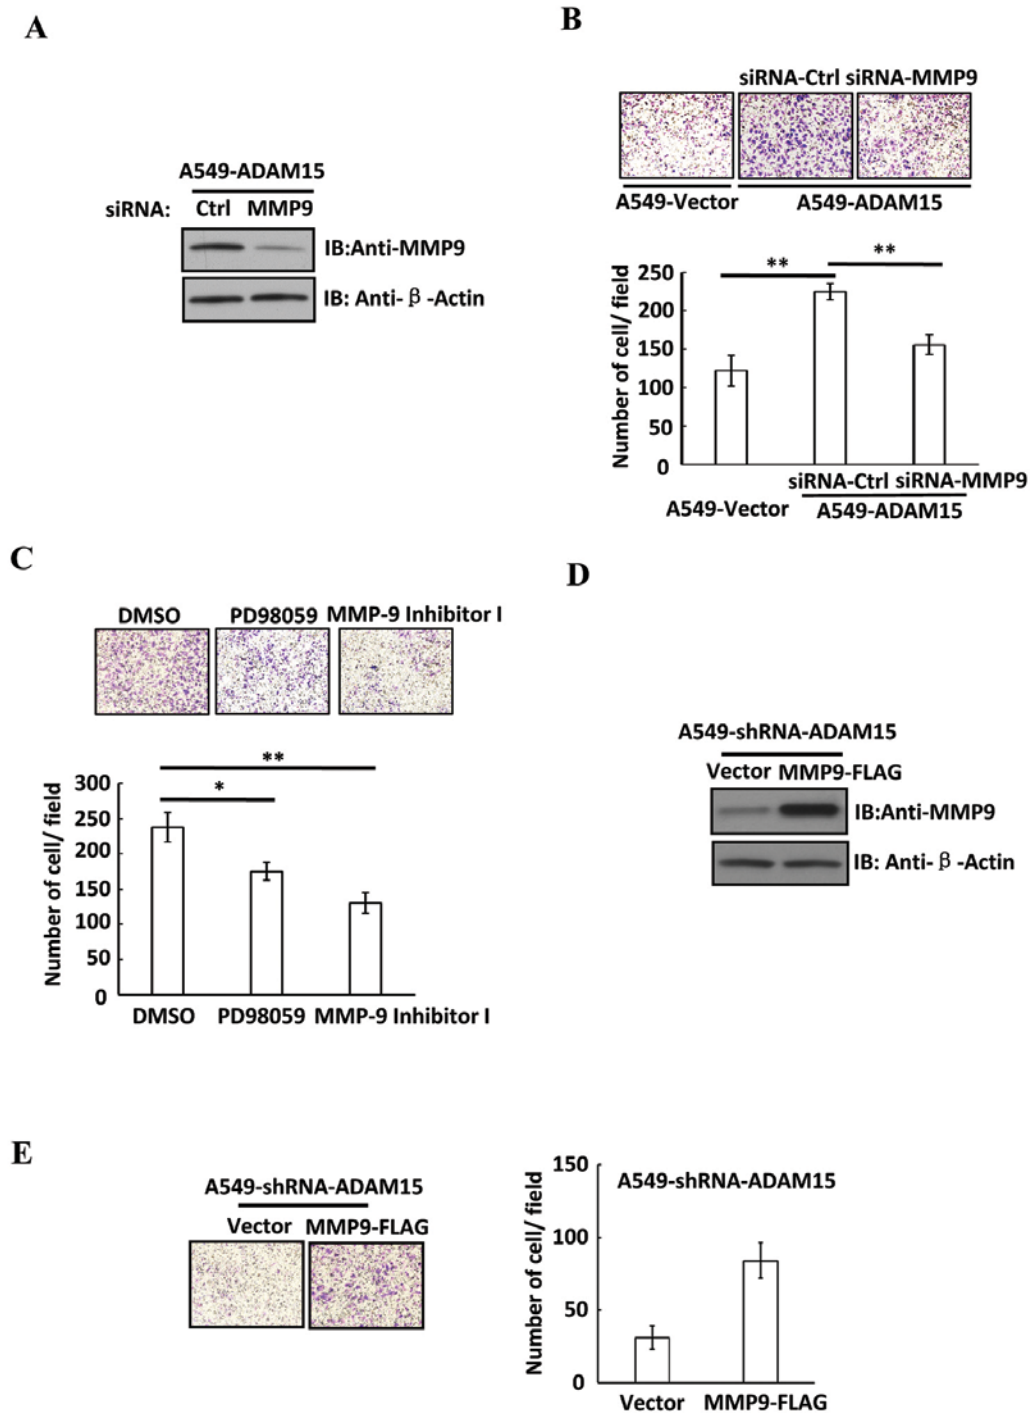 A
A549-ADAM15
siRNA: Ctrl MMP9
IB:Anti-MMP9
IB: Anti- β -Actin
B
siRNA-Ctrl siRNA-MMP9
A549-Vector A549-ADAM15
** **
Number of cell/ field
250
200
150
100
50
0
siRNA-Ctrl siRNA-MMP9
A549-Vector A549-ADAM15
C
DMSO PD98059 MMP-9 Inhibitor I
**
*
Number of cell/ field
300
250
200
150
100
50
0
DMSO PD98059 MMP-9 Inhibitor I
D
A549-shRNA-ADAM15
Vector MMP9-FLAG
IB:Anti-MMP9
IB: Anti- β -Actin
E
A549-shRNA-ADAM15
Vector MMP9-FLAG
A549-shRNA-ADAM15
Number of cell/ field
150
100
50
0
Vector MMP9-FLAG